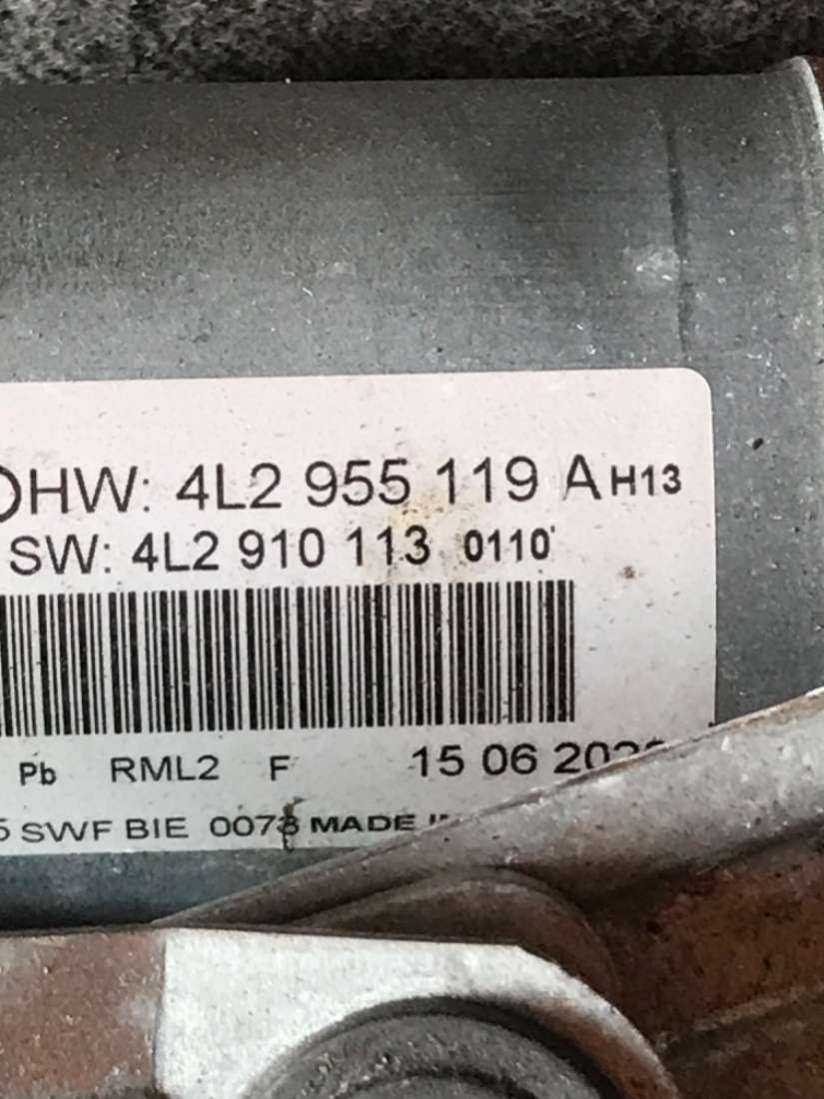 HW: 4L2 955 119 A H13
SW: 4L2 910 113 0110
Pb RML2 F 15 06
SWF BIE MADE